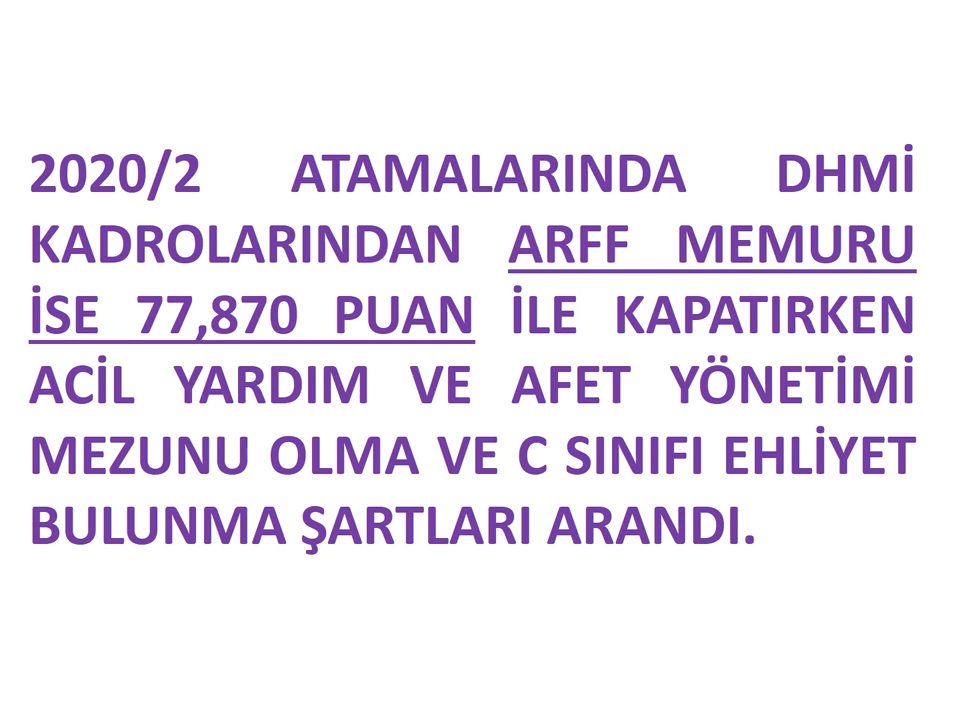 2020/2 ATAMALARINDA DHMİ
KADROLARINDAN ARFF MEMURU
İSE 77,870 PUAN İLE KAPATIRKEN
ACİL YARDIM VE AFET YÖNETİMİ
MEZUNU OLMA VE C SINIFI EHLİYET
BULUNMA ŞARTLARI ARANDI.